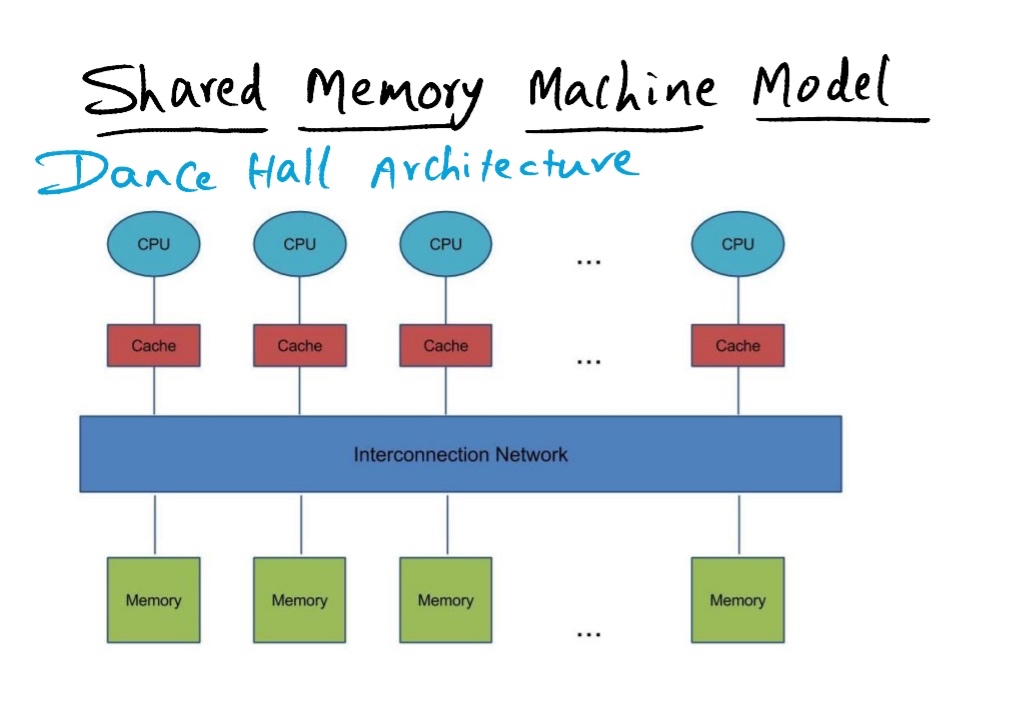 Shared Memory Machine Model
Dance Hall Architecture
CPU CPU CPU ... CPU
Cache Cache Cache ... Cache
Interconnection Network
Memory Memory Memory ... Memory